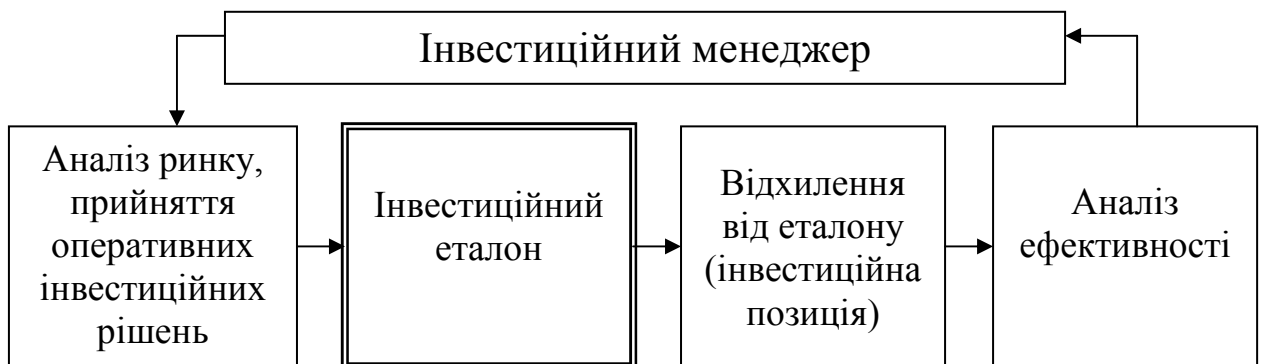 Інвестиційний менеджер
Аналіз ринку,
прийняття
оперативних
інвестиційних
рішень
Інвестиційний
еталон
Відхилення
від еталону
(інвестиційна
позиція)
Аналіз
ефективності